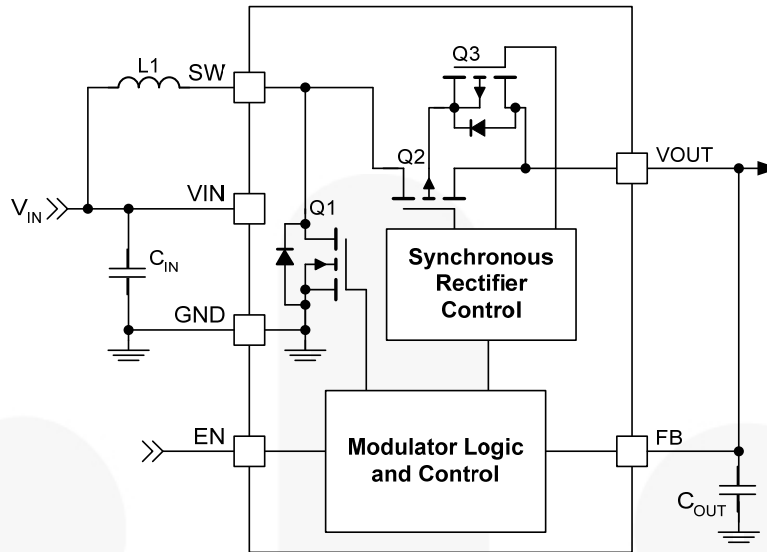 Q3
L1
SW
Q2
VOUT
VIN
V_IN
Q1
Synchronous
Rectifier
Control
C_IN
GND
EN
Modulator Logic
and Control
FB
C_OUT